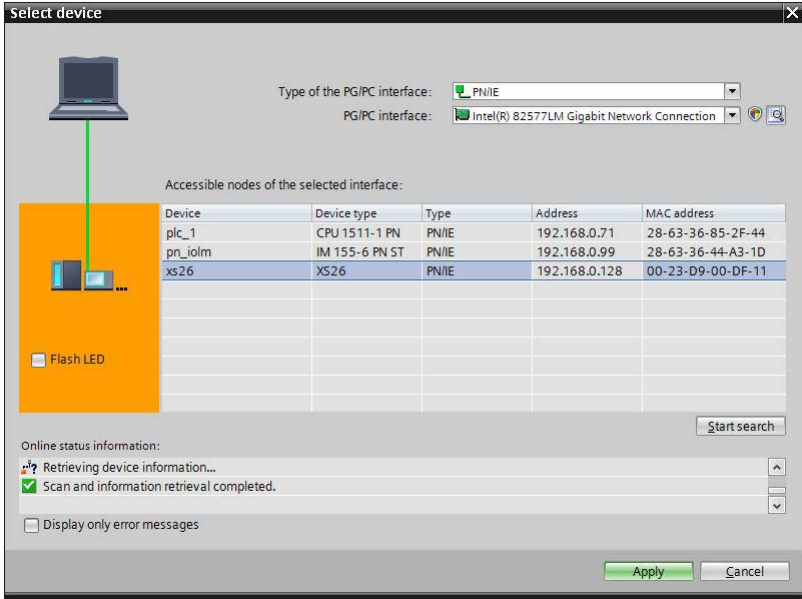 Select device
Type of the PG/PC interface: PN/IE
PG/PC interface: Intel(R) 82577LM Gigabit Network Connection
Accessible nodes of the selected interface:
Device Device type Type Address MAC address
plc_1 CPU 1511-1 PN PN/IE 192.168.0.71 28-63-36-85-2F-44
pn_iolm IM 155-6 PN ST PN/IE 192.168.0.99 28-63-36-44-A3-1D
xs26 XS26 PN/IE 192.168.0.128 00-23-D9-00-DF-11
Flash LED
Start search
Online status information:
Retrieving device information...
Scan and information retrieval completed.
Display only error messages
Apply Cancel